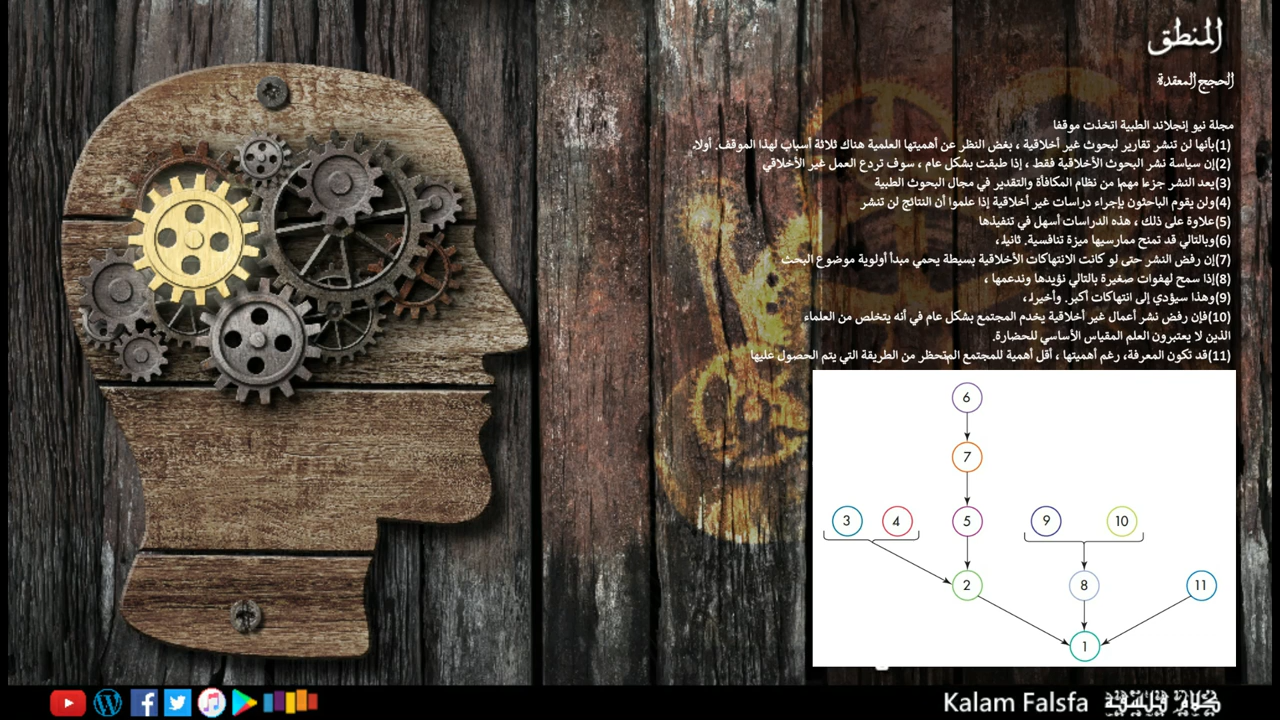 المنطق
الحجج المعقدة
مجلة نيو إنجلاند الطبية اتخذت موقفا
(1)بأنها لن تنشر تقارير لبحوث غير أخلاقية ، بغض النظر عن أهميتها العلمية هناك ثلاثة أسباب لهذا الموقف. أولا،
(2)إن سياسة نشر البحوث الأخلاقية فقط ، إذا طبقت بشكل عام ، سوف تردع العمل غير الأخلاقي
(3)يعد النشر جزءا مهما من نظام المكافأة والتقدير في مجال البحوث الطبية
(4)ولن يقوم الباحثون بإجراء دراسات غير أخلاقية إذا علموا أن النتائج لن تنشر
(5)علاوة على ذلك ، هذه الدراسات أسهل في تنفيذها
(6)وبالتالي قد تمنح ممارسيها ميزة تنافسية. ثانيا،
(7)إن رفض النشر حتى لو كانت الانتهاكات الأخلاقية بسيطة يحمي مبدأ أولوية موضوع البحث
(8)إذا سمح لهفوات صغيرة بالتالي نؤيدها وندعمها ،
(9)وهذا سيؤدي إلى انتهاكات أكبر. وأخيرا،
(10)فإن رفض نشر أعمال غير أخلاقية يخدم المجتمع بشكل عام في أنه يتخلص من العلماء
الذين لا يعتبرون العلم المقياس الأساسي للحضارة.
(11)قد تكون المعرفة، رغم أهميتها ، أقل أهمية للمجتمع المتحظر من الطريقة التي يتم الحصول عليها
6
7
3 4 5 9 10
2 8 11
1
Kalam Falsfa كلام فلسفة